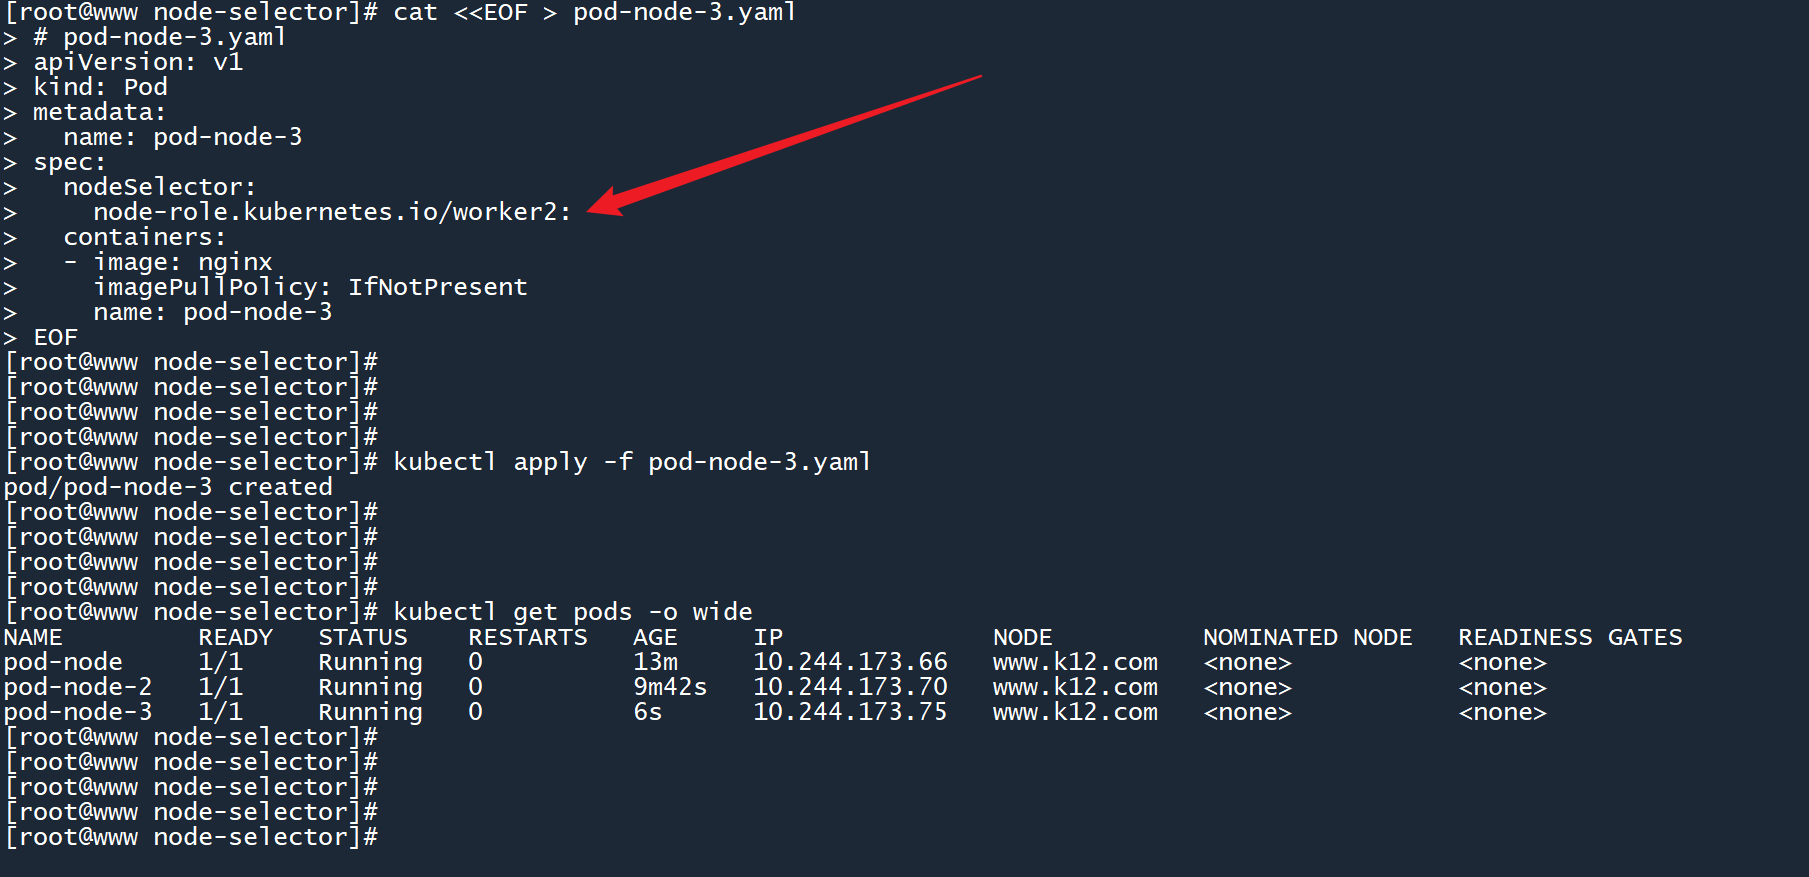 [root@www node-selector]# cat <<EOF > pod-node-3.yaml
> # pod-node-3.yaml
> apiVersion: v1
> kind: Pod
> metadata:
>   name: pod-node-3
> spec:
>   nodeSelector:
>     node-role.kubernetes.io/worker2:
>   containers:
>   - image: nginx
>     imagePullPolicy: IfNotPresent
>     name: pod-node-3
> EOF
[root@www node-selector]#
[root@www node-selector]#
[root@www node-selector]#
[root@www node-selector]#
[root@www node-selector]# kubectl apply -f pod-node-3.yaml
pod/pod-node-3 created
[root@www node-selector]#
[root@www node-selector]#
[root@www node-selector]#
[root@www node-selector]#
[root@www node-selector]# kubectl get pods -o wide
NAME         READY   STATUS    RESTARTS   AGE     IP              NODE          NOMINATED NODE   READINESS GATES
pod-node     1/1     Running   0          13m     10.244.173.66   www.k12.com   <none>           <none>
pod-node-2   1/1     Running   0          9m42s   10.244.173.70   www.k12.com   <none>           <none>
pod-node-3   1/1     Running   0          6s      10.244.173.75   www.k12.com   <none>           <none>
[root@www node-selector]#
[root@www node-selector]#
[root@www node-selector]#
[root@www node-selector]#
[root@www node-selector]#